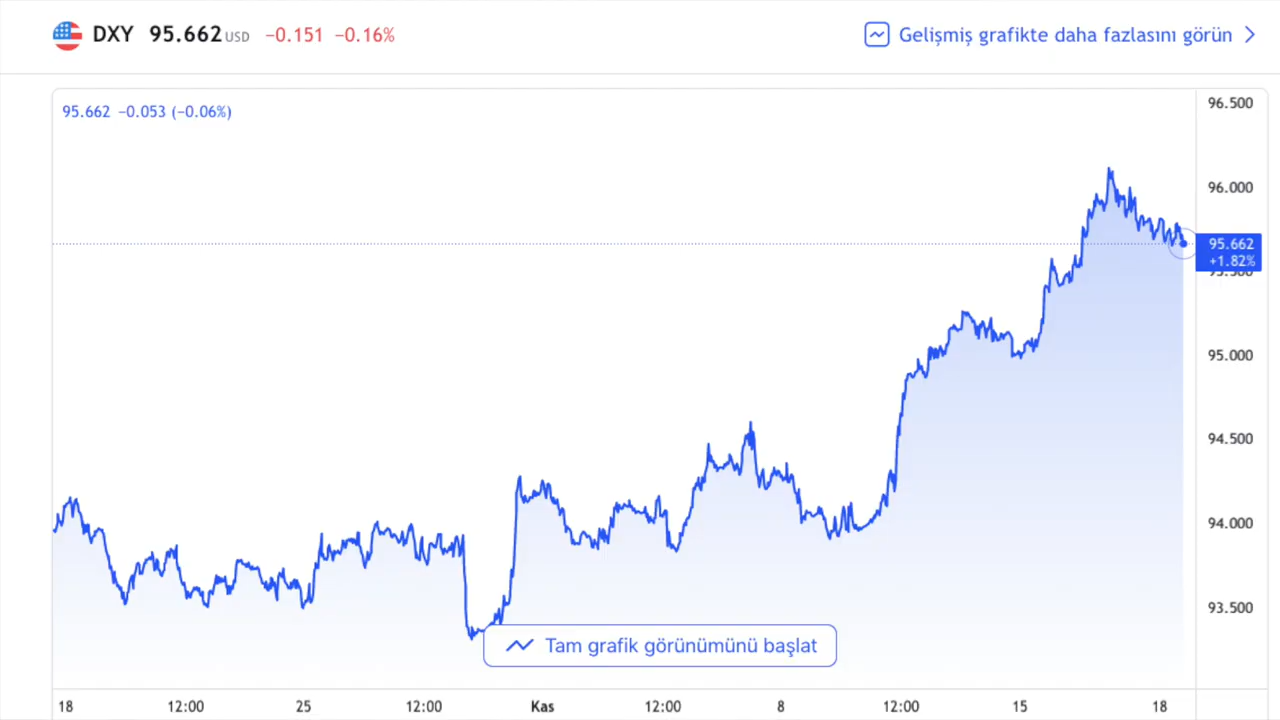 DXY 95.662 USD −0.151 −0.16%
Gelişmiş grafikte daha fazlasını görün
95.662 −0.053 (−0.06%)
96.500
96.000
95.662
+1.82%
95.500
95.000
94.500
94.000
93.500
Tam grafik görünümünü başlat
18 12:00 25 12:00 Kas 12:00 8 12:00 15 18